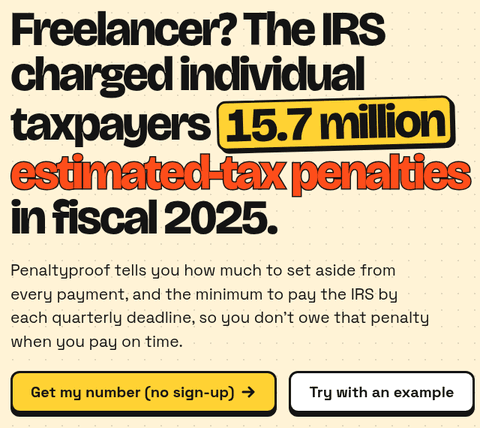 Freelancer? The IRS
charged individual
taxpayers 15.7 million
estimated-tax penalties
in fiscal 2025.
Penaltyproof tells you how much to set aside from
every payment, and the minimum to pay the IRS by
each quarterly deadline, so you don't owe that penalty
when you pay on time.
Get my number (no sign-up) → Try with an example